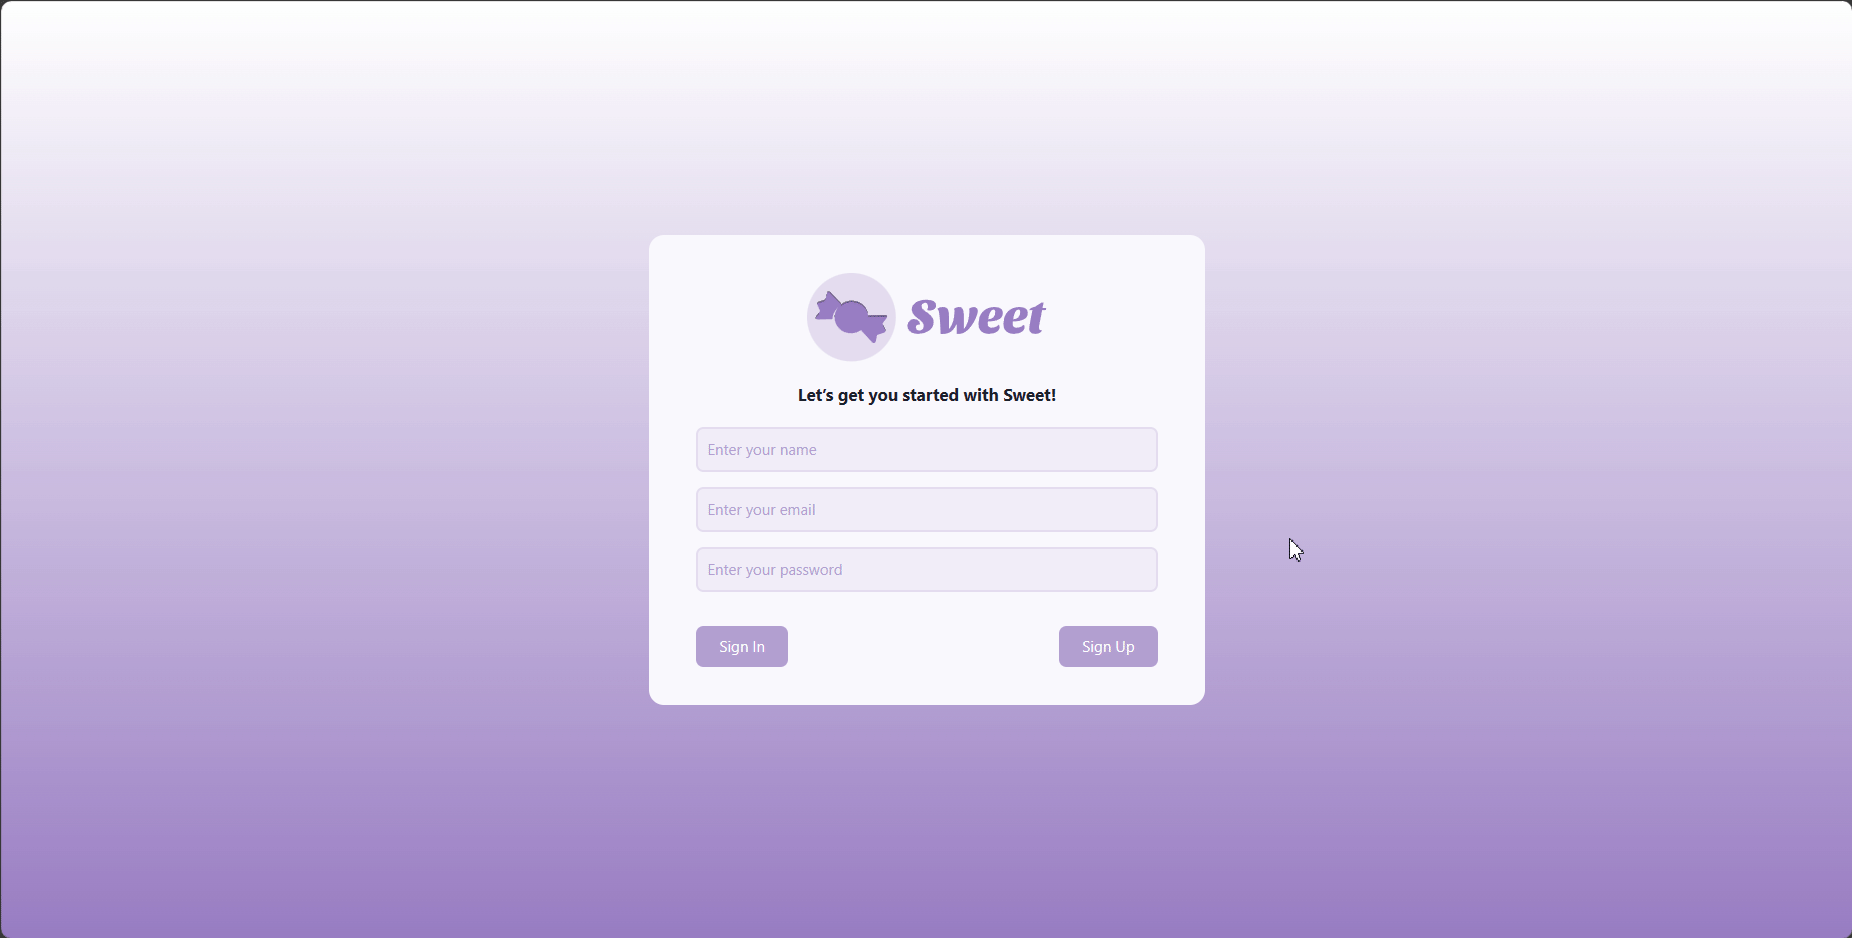 Sweet
Let's get you started with Sweet!
Enter your name
Enter your email
Enter your password
Sign In
Sign Up